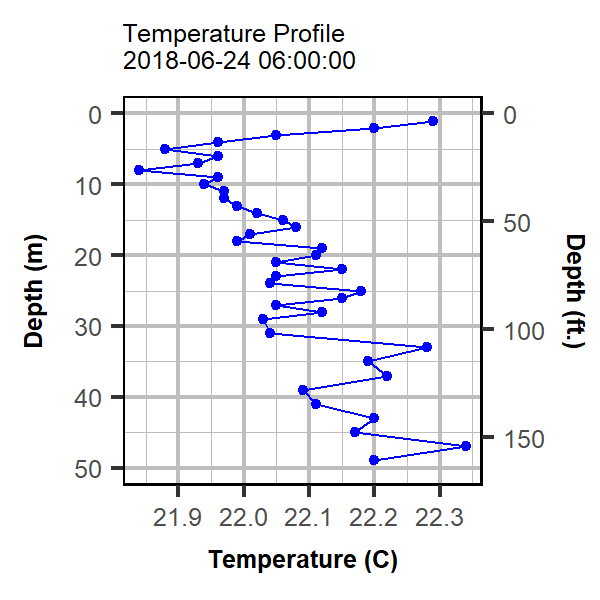 Temperature Profile
2018-06-24 06:00:00
0
10
20
30
40
50
Depth (m)
0
50
100
150
Depth (ft.)
21.9 22.0 22.1 22.2 22.3
Temperature (C)